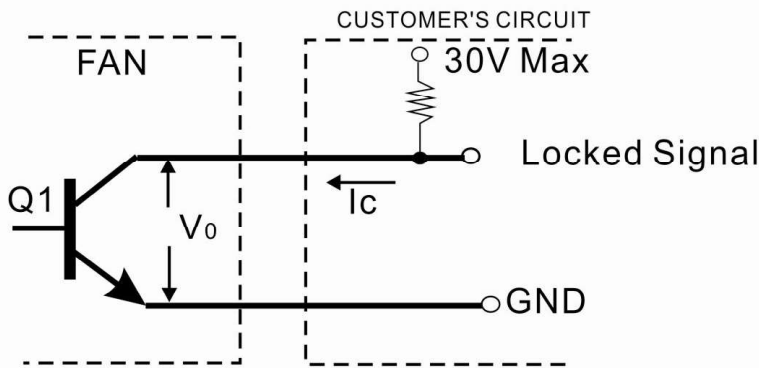 CUSTOMER'S CIRCUIT
FAN
30V Max
Locked Signal
Ic
Q1
V₀
GND